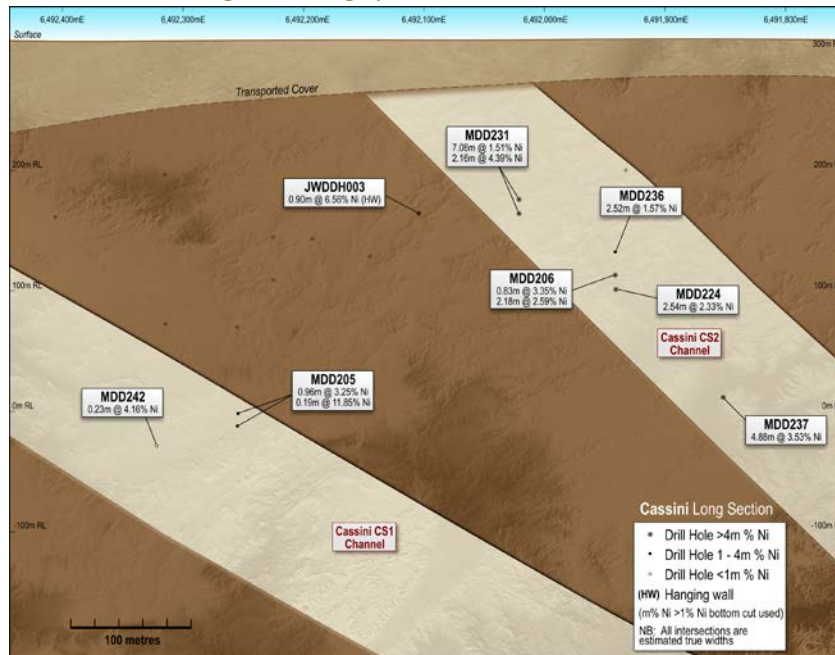 6,492,400mE 6,492,300mE 6,492,200mE 6,492,100mE 6,492,000mE 6,491,900mE 6,491,800mE
Surface
300m RL
Transported Cover
MDD231
7.06m @ 1.51% Ni
2.16m @ 4.39% Ni
200m RL
200m RL
JWDDH003
0.90m @ 6.56% Ni (HW)
MDD236
2.52m @ 1.57% Ni
MDD206
0.83m @ 3.35% Ni
2.18m @ 2.59% Ni
MDD224
2.54m @ 2.33% Ni
100m RL
100m RL
Cassini CS2
Channel
MDD205
0.96m @ 3.25% Ni
0.19m @ 11.85% Ni
MDD242
0.23m @ 4.16% Ni
0m RL
0m RL
MDD237
4.88m @ 3.53% Ni
-100m RL
-100m RL
Cassini CS1
Channel
100 metres
Cassini Long Section
Drill Hole >4m % Ni
Drill Hole 1 - 4m % Ni
Drill Hole <1m % Ni
(HW) Hanging wall
(m% Ni >1% Ni bottom cut used)
NB: All intersections are
estimated true widths